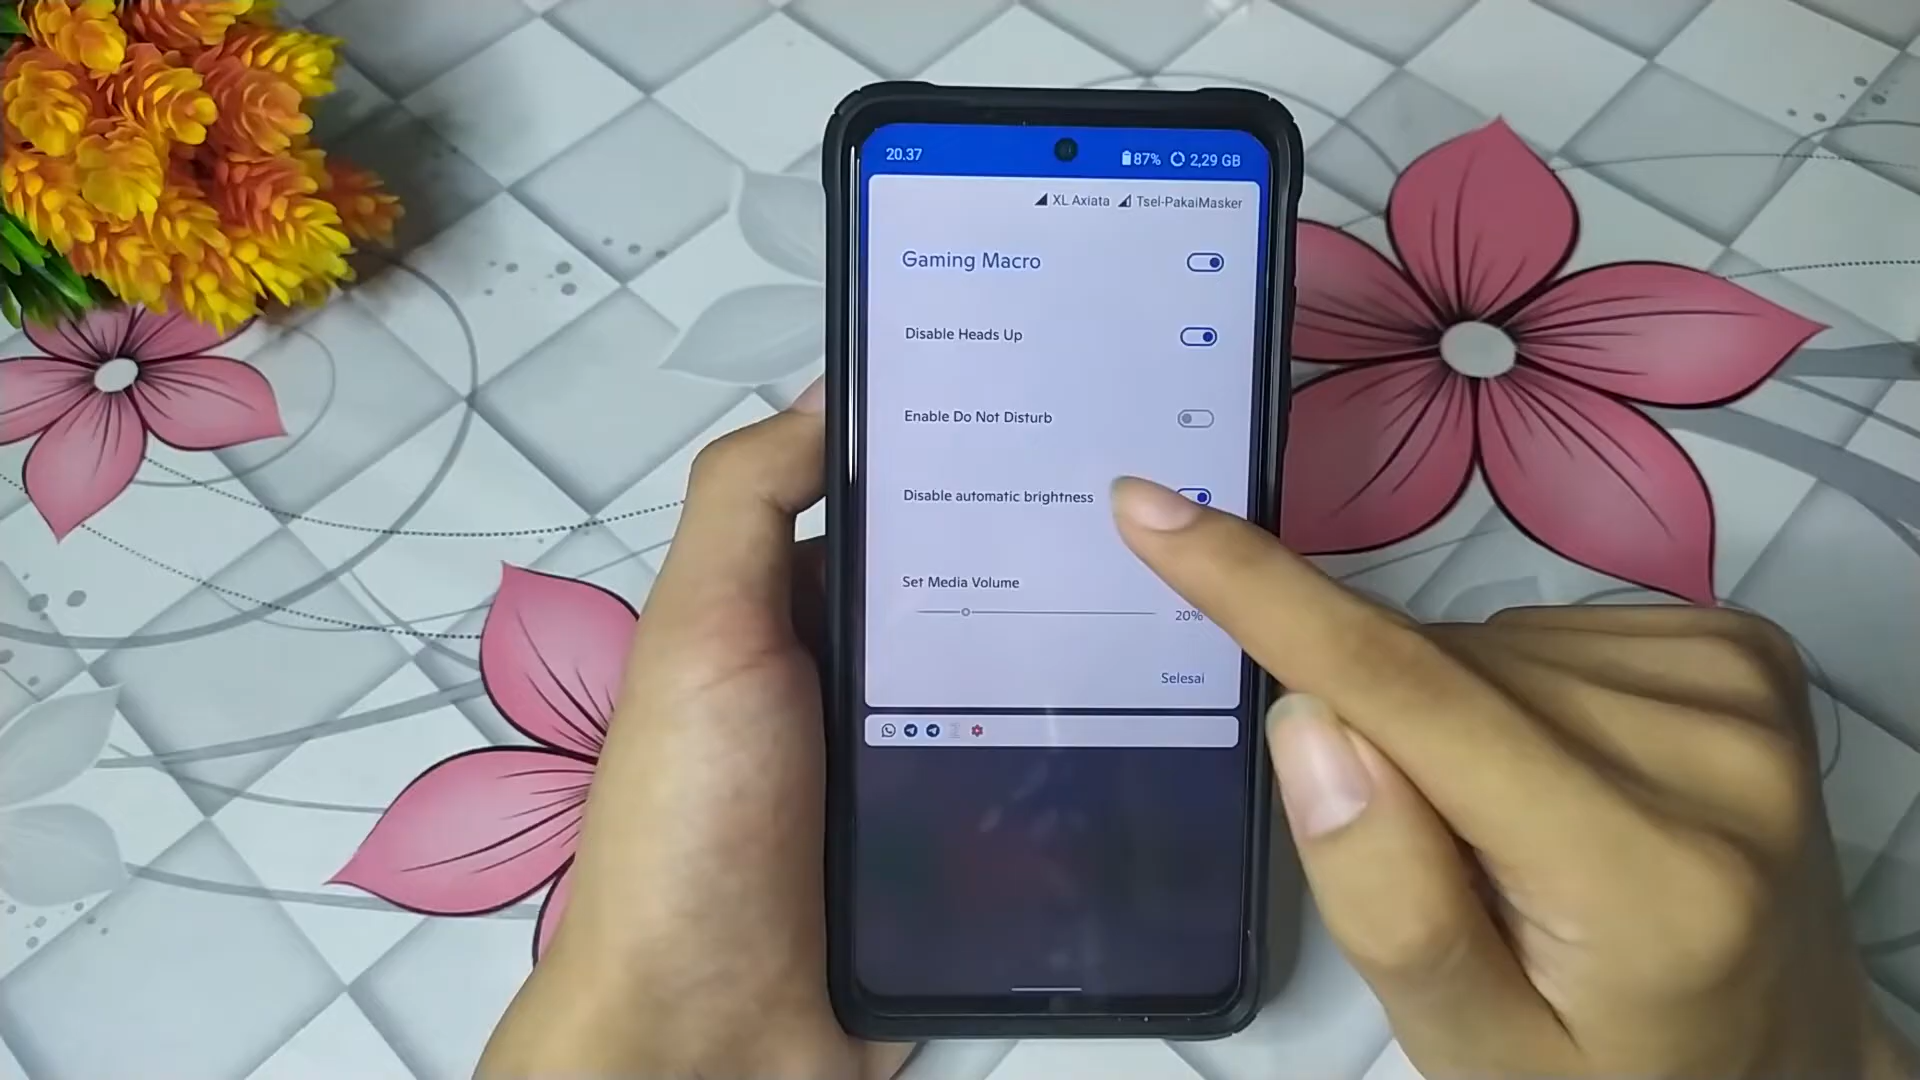 20.37 87% 2,29 GB
XL Axiata Tsel-PakaiMasker
Gaming Macro
Disable Heads Up
Enable Do Not Disturb
Disable automatic brightness
Set Media Volume
20%
Selesai